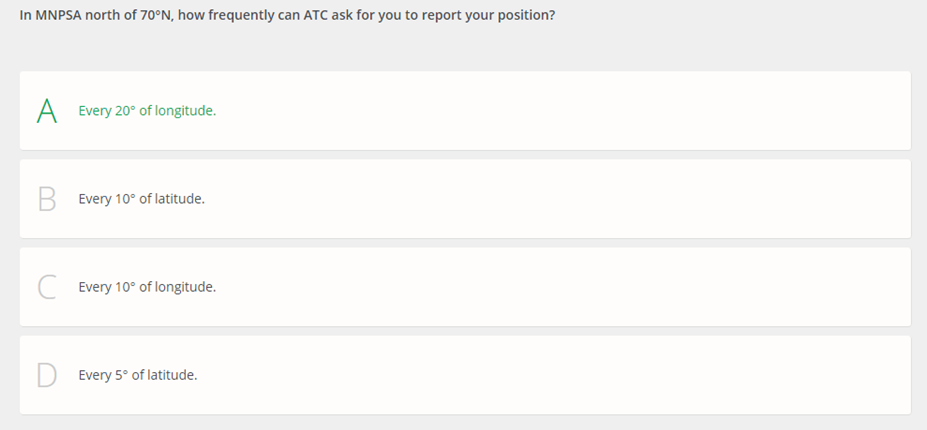 In MNPSA north of 70°N, how frequently can ATC ask for you to report your position?
A Every 20° of longitude.
B Every 10° of latitude.
C Every 10° of longitude.
D Every 5° of latitude.